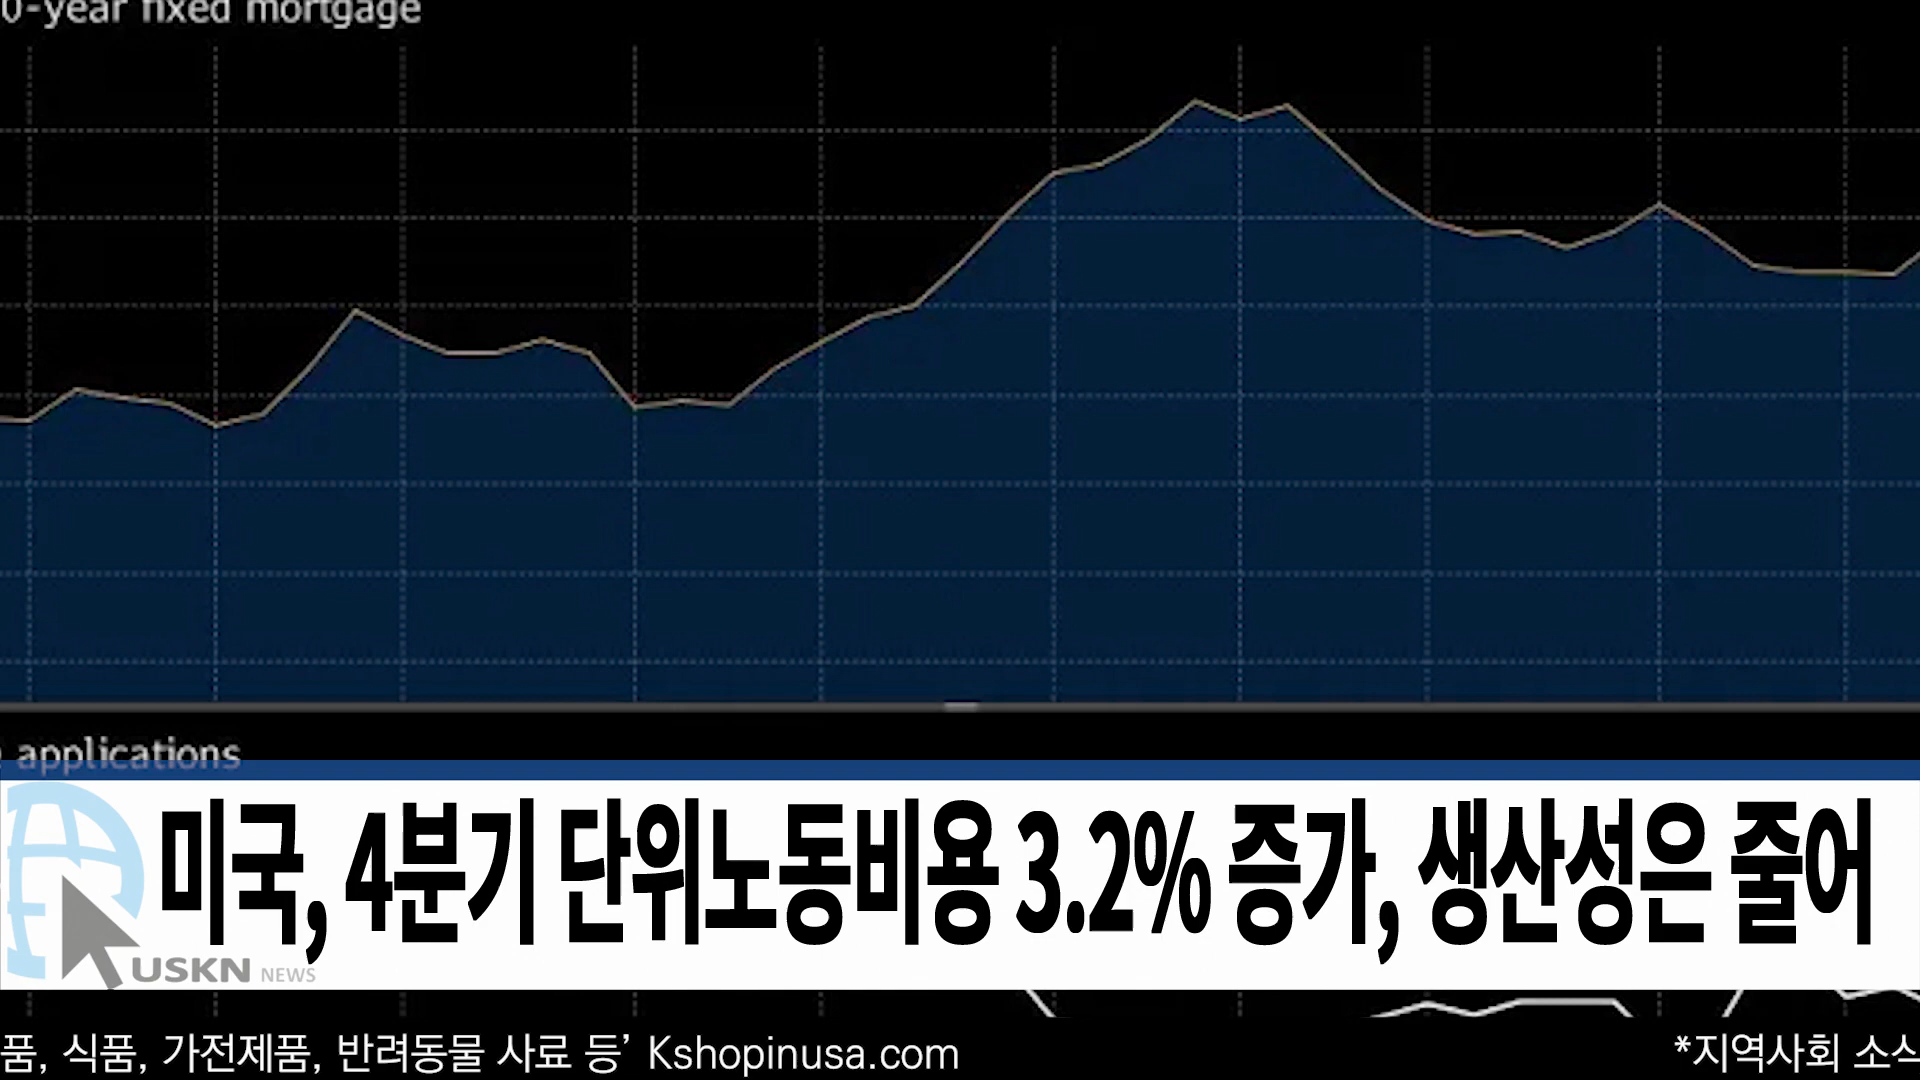 0-year fixed mortgage
applications
미국, 4분기 단위노동비용 3.2% 증가, 생산성은 줄어
USKN NEWS
품, 식품, 가전제품, 반려동물 사료 등’ Kshopinusa.com
*지역사회 소식